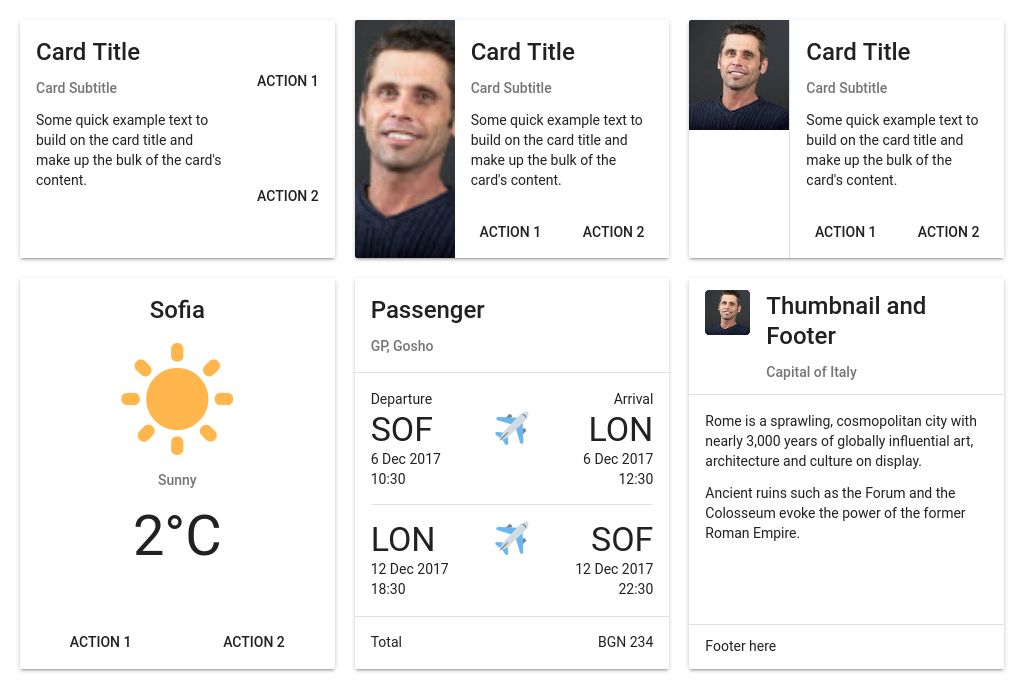 Card Title
Card Subtitle
Some quick example text to
build on the card title and
make up the bulk of the card's
content.
ACTION 1
ACTION 2
Card Title
Card Subtitle
Some quick example text to
build on the card title and
make up the bulk of the
card's content.
ACTION 1 ACTION 2
Card Title
Card Subtitle
Some quick example text to
build on the card title and
make up the bulk of the
card's content.
ACTION 1 ACTION 2
Sofia
Sunny
2°C
ACTION 1 ACTION 2
Passenger
GP, Gosho
Departure Arrival
SOF LON
6 Dec 2017 6 Dec 2017
10:30 12:30
LON SOF
12 Dec 2017 12 Dec 2017
18:30 22:30
Total BGN 234
Thumbnail and
Footer
Capital of Italy
Rome is a sprawling, cosmopolitan city with
nearly 3,000 years of globally influential art,
architecture and culture on display.
Ancient ruins such as the Forum and the
Colosseum evoke the power of the former
Roman Empire.
Footer here